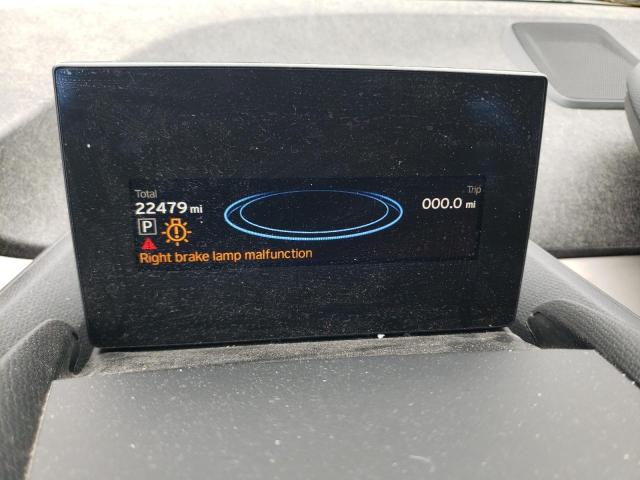 Total
Trip
22479 mi
000.0 mi
P
Right brake lamp malfunction